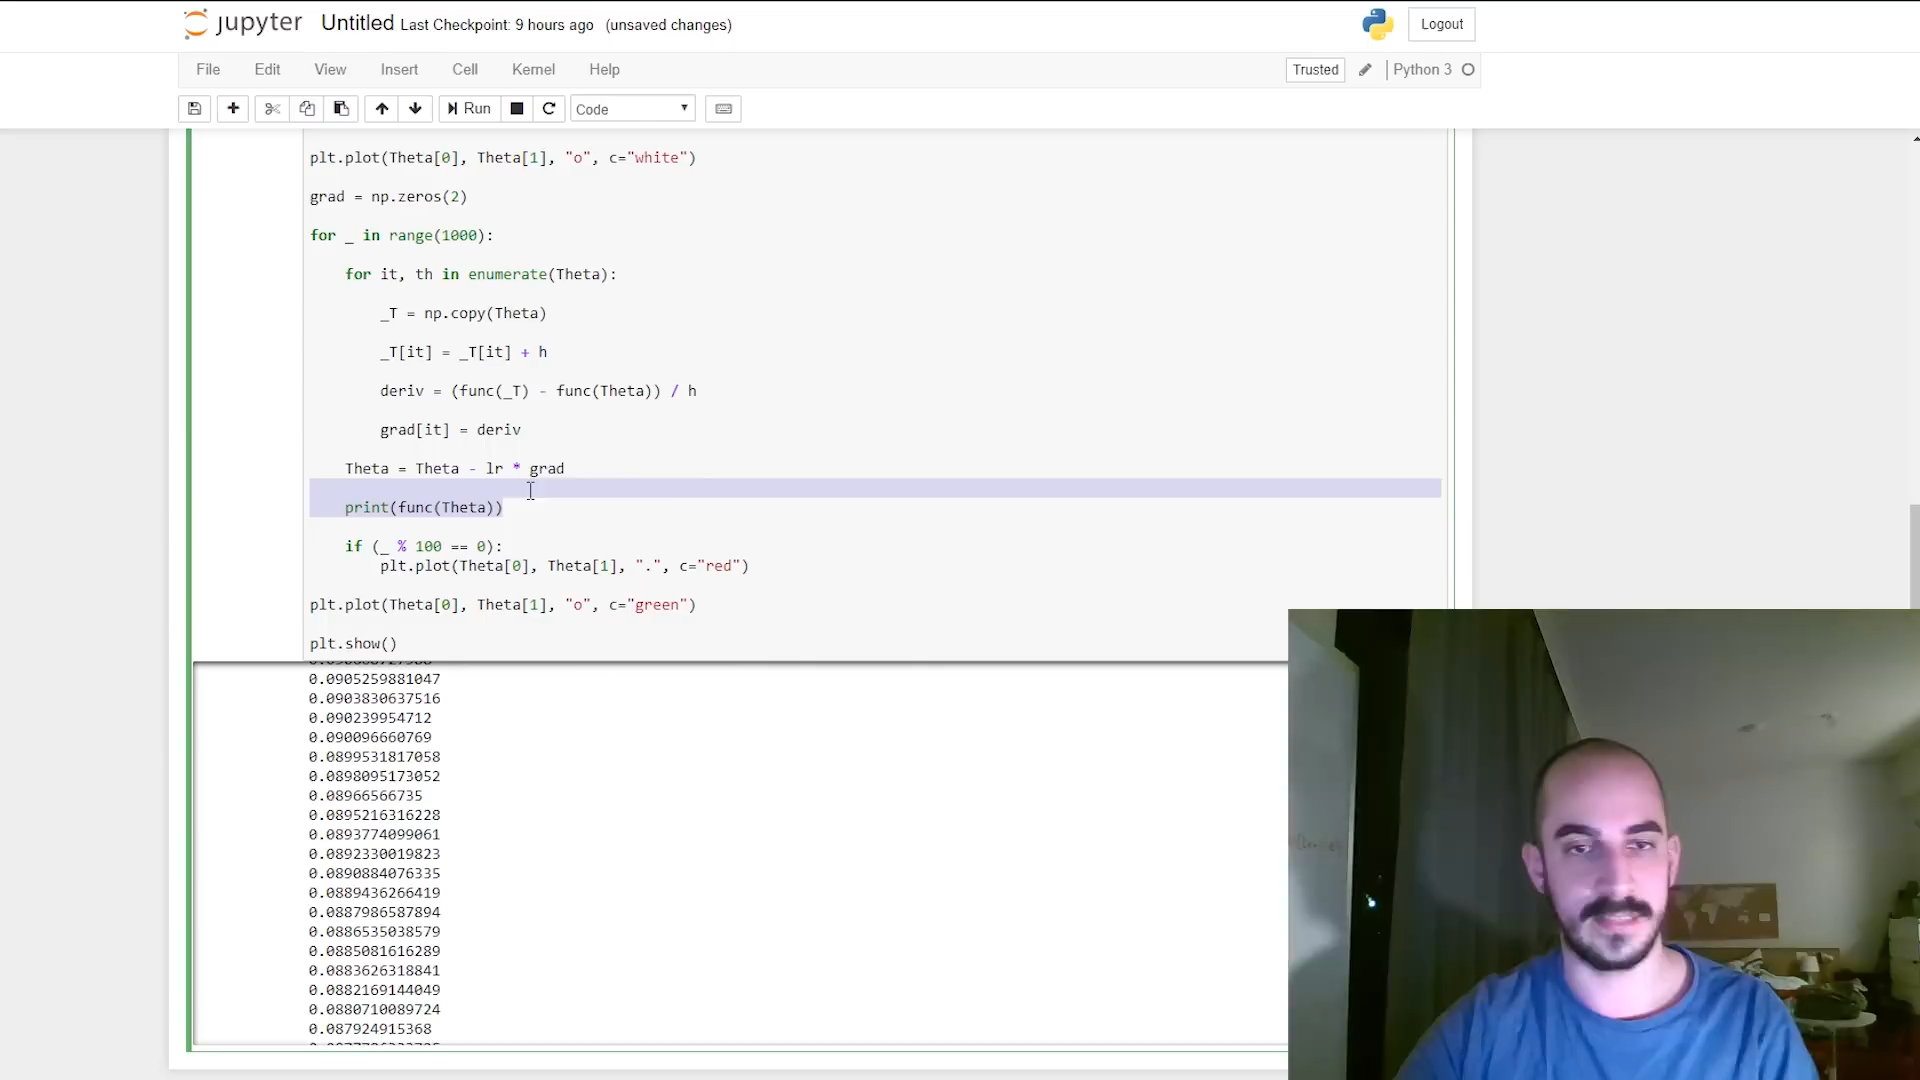 jupyter Untitled Last Checkpoint: 9 hours ago (unsaved changes) Logout
File Edit View Insert Cell Kernel Help Trusted Python 3
Run Code
plt.plot(Theta[0], Theta[1], "o", c="white")
grad = np.zeros(2)
for _ in range(1000):
for it, th in enumerate(Theta):
_T = np.copy(Theta)
_T[it] = _T[it] + h
deriv = (func(_T) - func(Theta)) / h
grad[it] = deriv
Theta = Theta - lr * grad
print(func(Theta))
if (_ % 100 == 0):
plt.plot(Theta[0], Theta[1], ".", c="red")
plt.plot(Theta[0], Theta[1], "o", c="green")
plt.show()
0.0905259881047
0.0903830637516
0.090239954712
0.090096660769
0.0899531817058
0.0898095173052
0.08966566735
0.0895216316228
0.0893774099061
0.0892330019823
0.0890884076335
0.0889436266419
0.0887986587894
0.0886535038579
0.0885081616289
0.0883626318841
0.0882169144049
0.0880710089724
0.087924915368